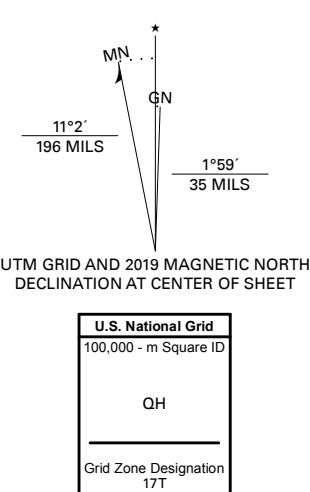 ★
MN
GN
11°2´
196 MILS
1°59´
35 MILS
UTM GRID AND 2019 MAGNETIC NORTH
DECLINATION AT CENTER OF SHEET
U.S. National Grid
100,000 - m Square ID
QH
Grid Zone Designation
17T